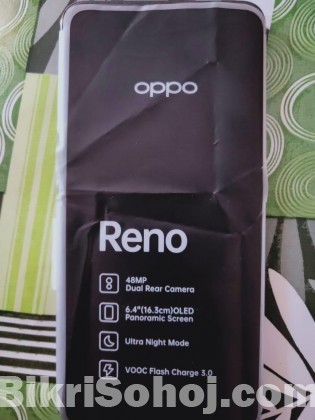 oppo
Reno
48MP
Dual Rear Camera
6.4"(16.3cm)OLED
Panoramic Screen
Ultra Night Mode
VOOC Flash Charge 3.0
BikriSohoj.com